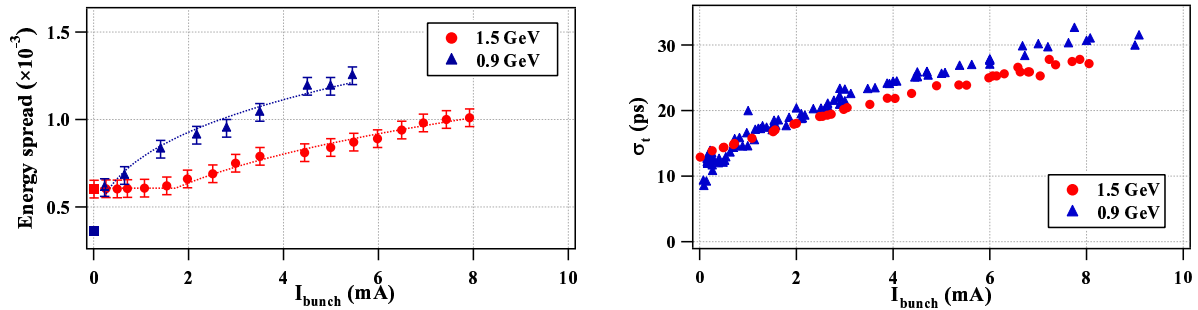 Energy spread (×10⁻³)
1.5
1.0
0.5
1.5 GeV
0.9 GeV
0 2 4 6 8 10
I_bunch (mA)
σ_t (ps)
30
20
10
0
1.5 GeV
0.9 GeV
0 2 4 6 8 10
I_bunch (mA)